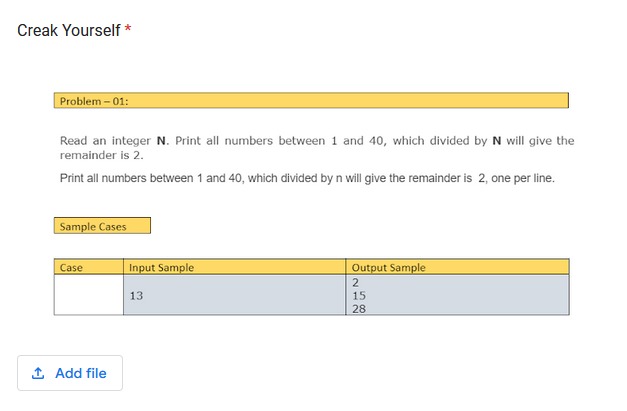 Creak Yourself *
Problem – 01:
Read an integer N. Print all numbers between 1 and 40, which divided by N will give the
remainder is 2.
Print all numbers between 1 and 40, which divided by n will give the remainder is 2, one per line.
Sample Cases
Case Input Sample Output Sample
13
2
15
28
Add file